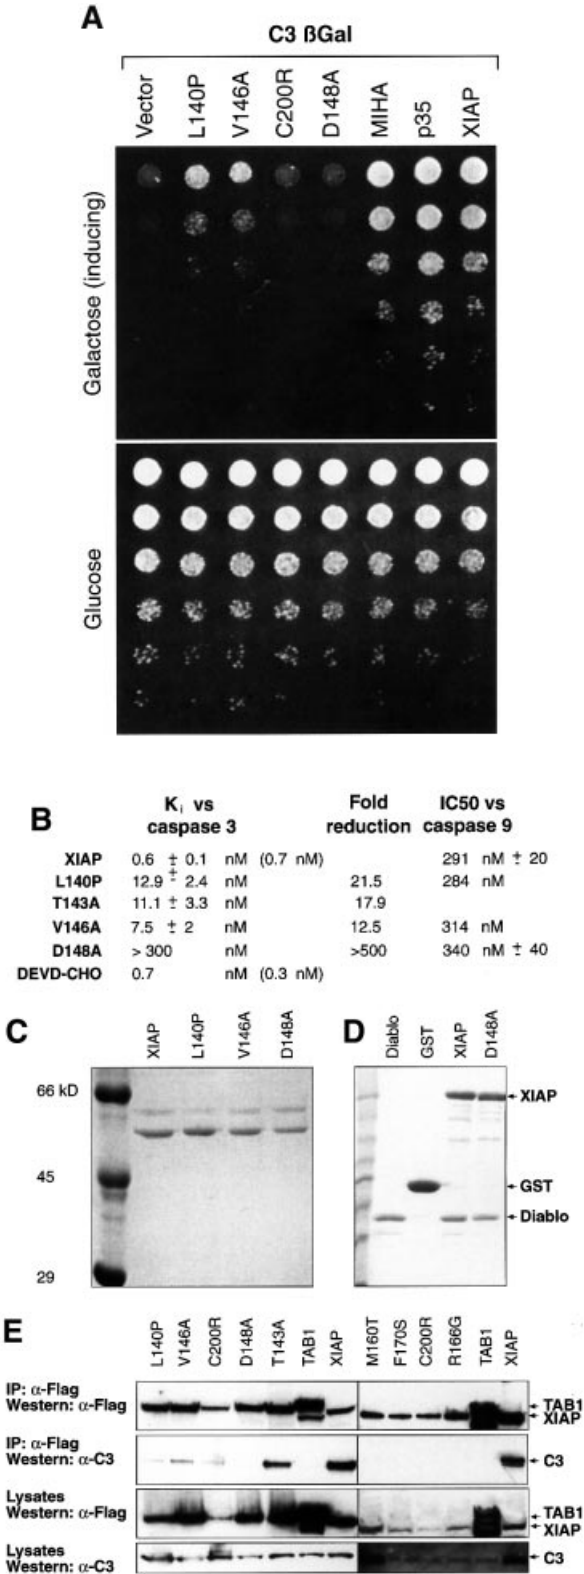 A
C3 ßGal
Vector L140P V146A C200R D148A MIHA p35 XIAP
Galactose (inducing)
Glucose
B
Ki vs caspase 3 Fold reduction IC50 vs caspase 9
XIAP 0.6 ± 0.1 nM (0.7 nM) 291 nM ± 20
L140P 12.9 ± 2.4 nM 21.5 284 nM
T143A 11.1 ± 3.3 nM 17.9
V146A 7.5 ± 2 nM 12.5 314 nM
D148A > 300 nM >500 340 nM ± 40
DEVD-CHO 0.7 nM (0.3 nM)
C
XIAP L140P V146A D148A
66 kD
45
29
D
Diablo GST XIAP D148A
XIAP
GST
Diablo
E
L140P V146A C200R D148A T143A TAB1 XIAP M160T F170S C200R R166G TAB1 XIAP
IP: α-Flag
Western: α-Flag
TAB1
XIAP
IP: α-Flag
Western: α-C3
C3
Lysates
Western: α-Flag
TAB1
XIAP
Lysates
Western: α-C3
C3